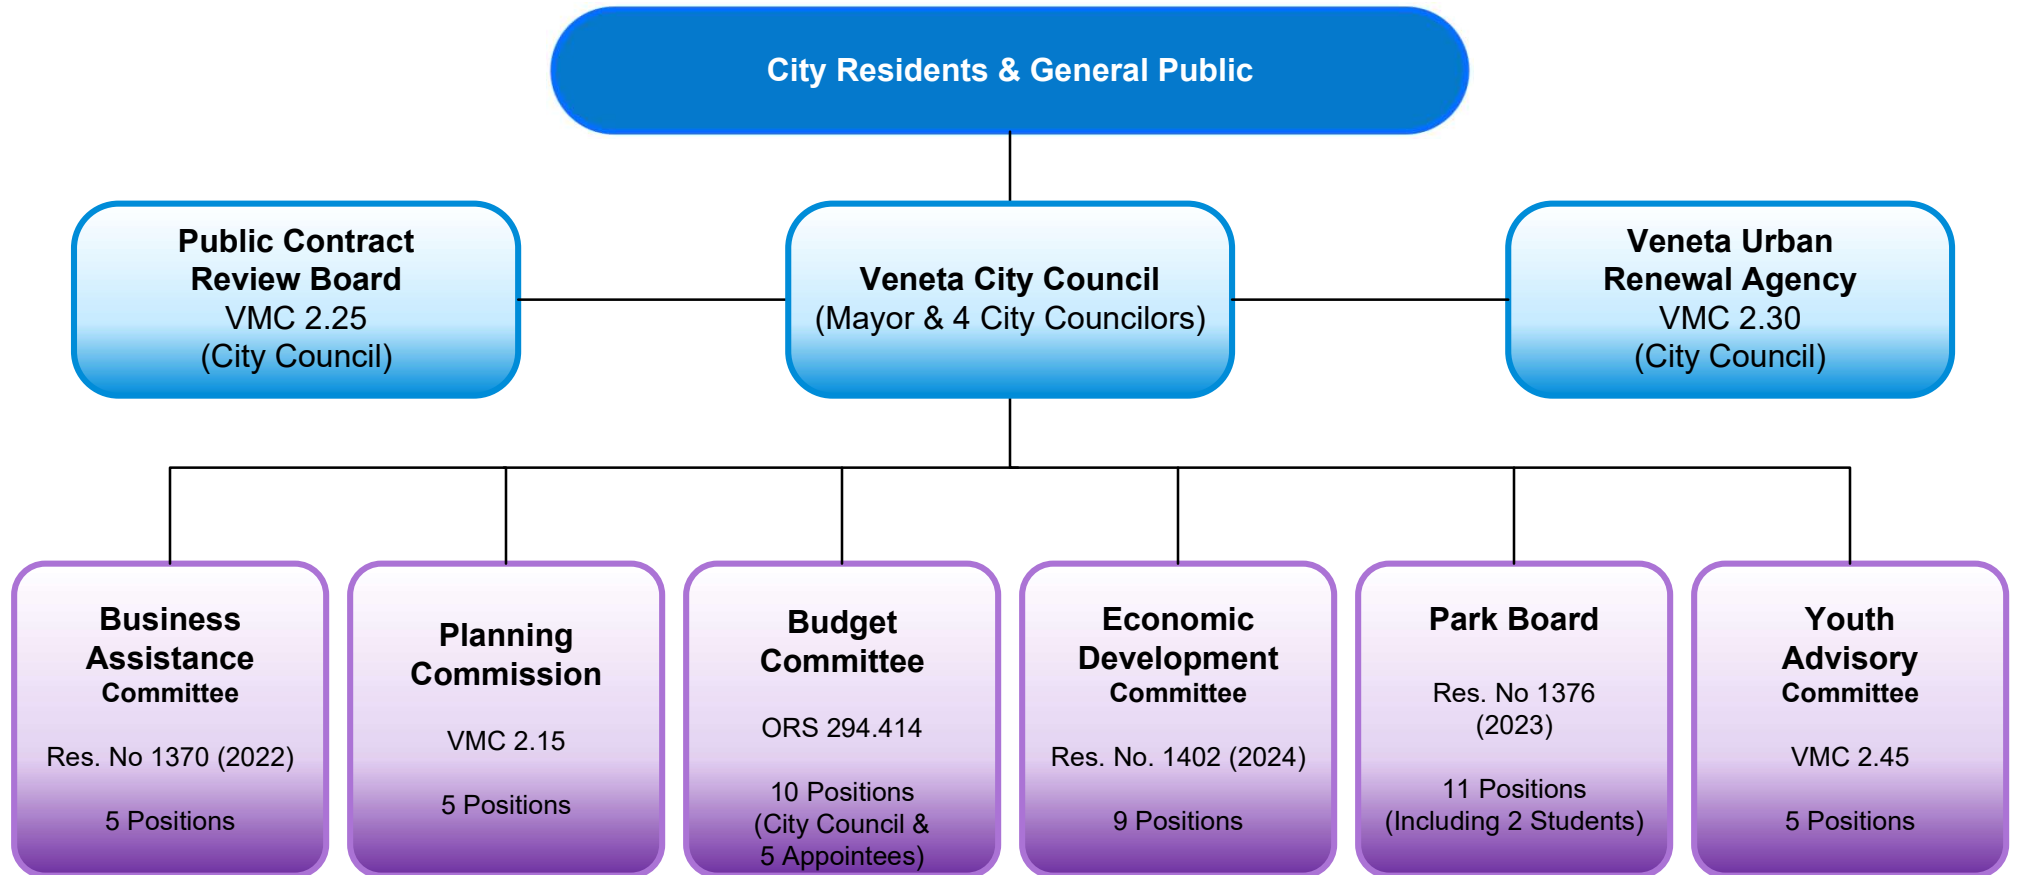 City Residents & General Public
Public Contract
Review Board
VMC 2.25
(City Council)
Veneta City Council
(Mayor & 4 City Councilors)
Veneta Urban
Renewal Agency
VMC 2.30
(City Council)
Business
Assistance
Committee
Res. No 1370 (2022)
5 Positions
Planning
Commission
VMC 2.15
5 Positions
Budget
Committee
ORS 294.414
10 Positions
(City Council &
5 Appointees)
Economic
Development
Committee
Res. No. 1402 (2024)
9 Positions
Park Board
Res. No 1376
(2023)
11 Positions
(Including 2 Students)
Youth
Advisory
Committee
VMC 2.45
5 Positions